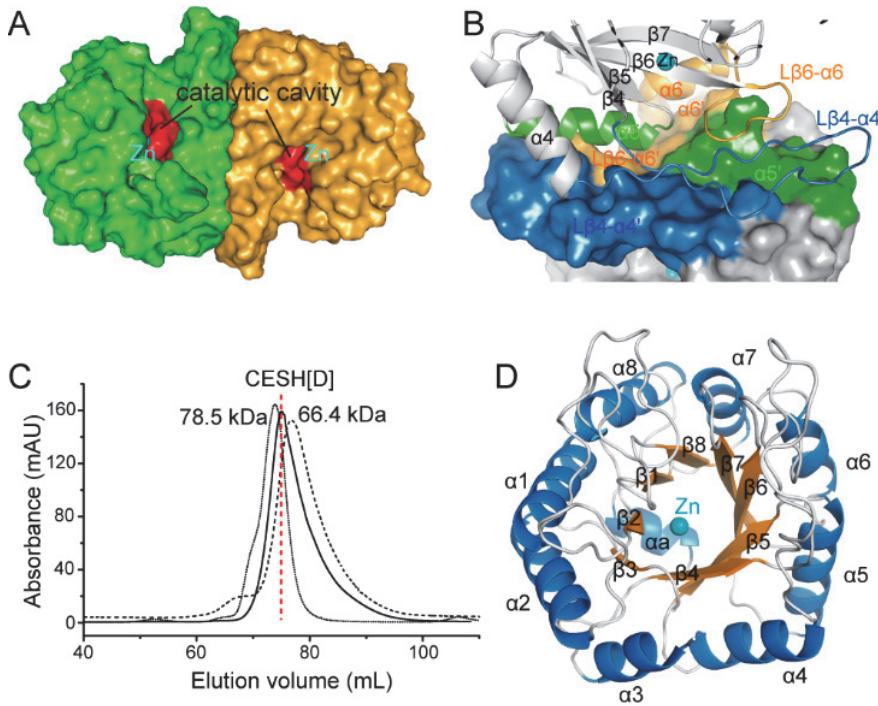 A
catalytic cavity
Zn
Zn
B
β7
β6
Zn
β5
α6
Lβ6-α6
β4
α6'
Lβ4-α4
α4
Lβ6-α6'
α5'
Lβ4-α4'
C
CESH[D]
78.5 kDa
66.4 kDa
Absorbance (mAU)
160
120
80
40
0
40
60
80
100
Elution volume (mL)
D
α8
α7
β8
α1
β1
β7
α6
β6
Zn
β2
αa
β5
β3
β4
α5
α2
α3
α4